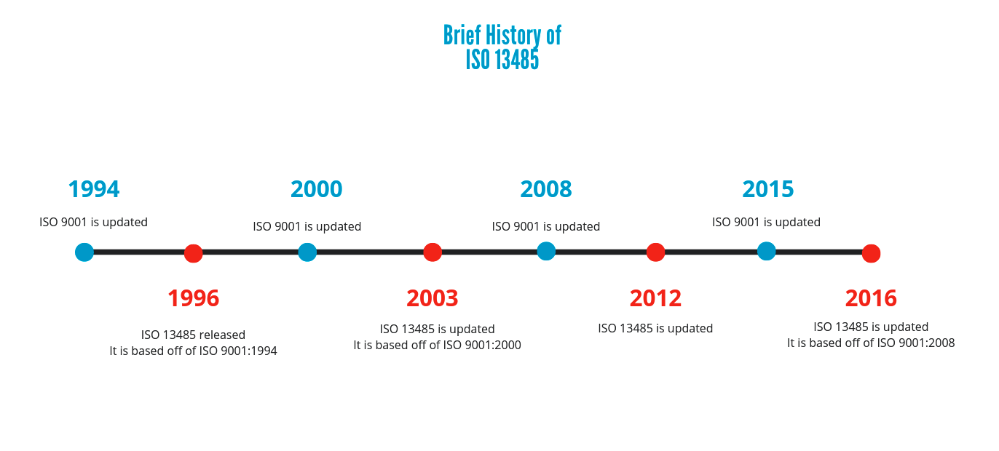 Brief History of
ISO 13485
1994
ISO 9001 is updated
2000
ISO 9001 is updated
2008
ISO 9001 is updated
2015
ISO 9001 is updated
1996
ISO 13485 released
It is based off of ISO 9001:1994
2003
ISO 13485 is updated
It is based off of ISO 9001:2000
2012
ISO 13485 is updated
2016
ISO 13485 is updated
It is based off of ISO 9001:2008